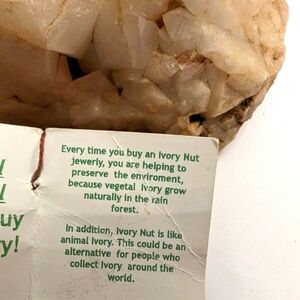 Every time you buy an Ivory Nut
jewerly, you are helping to
preserve the enviroment,
because vegetal Ivory grow
naturally in the rain
forest.
In addition, Ivory Nut is like
animal Ivory. This could be an
alternative for people who
collect Ivory around the
world.
uy
y!